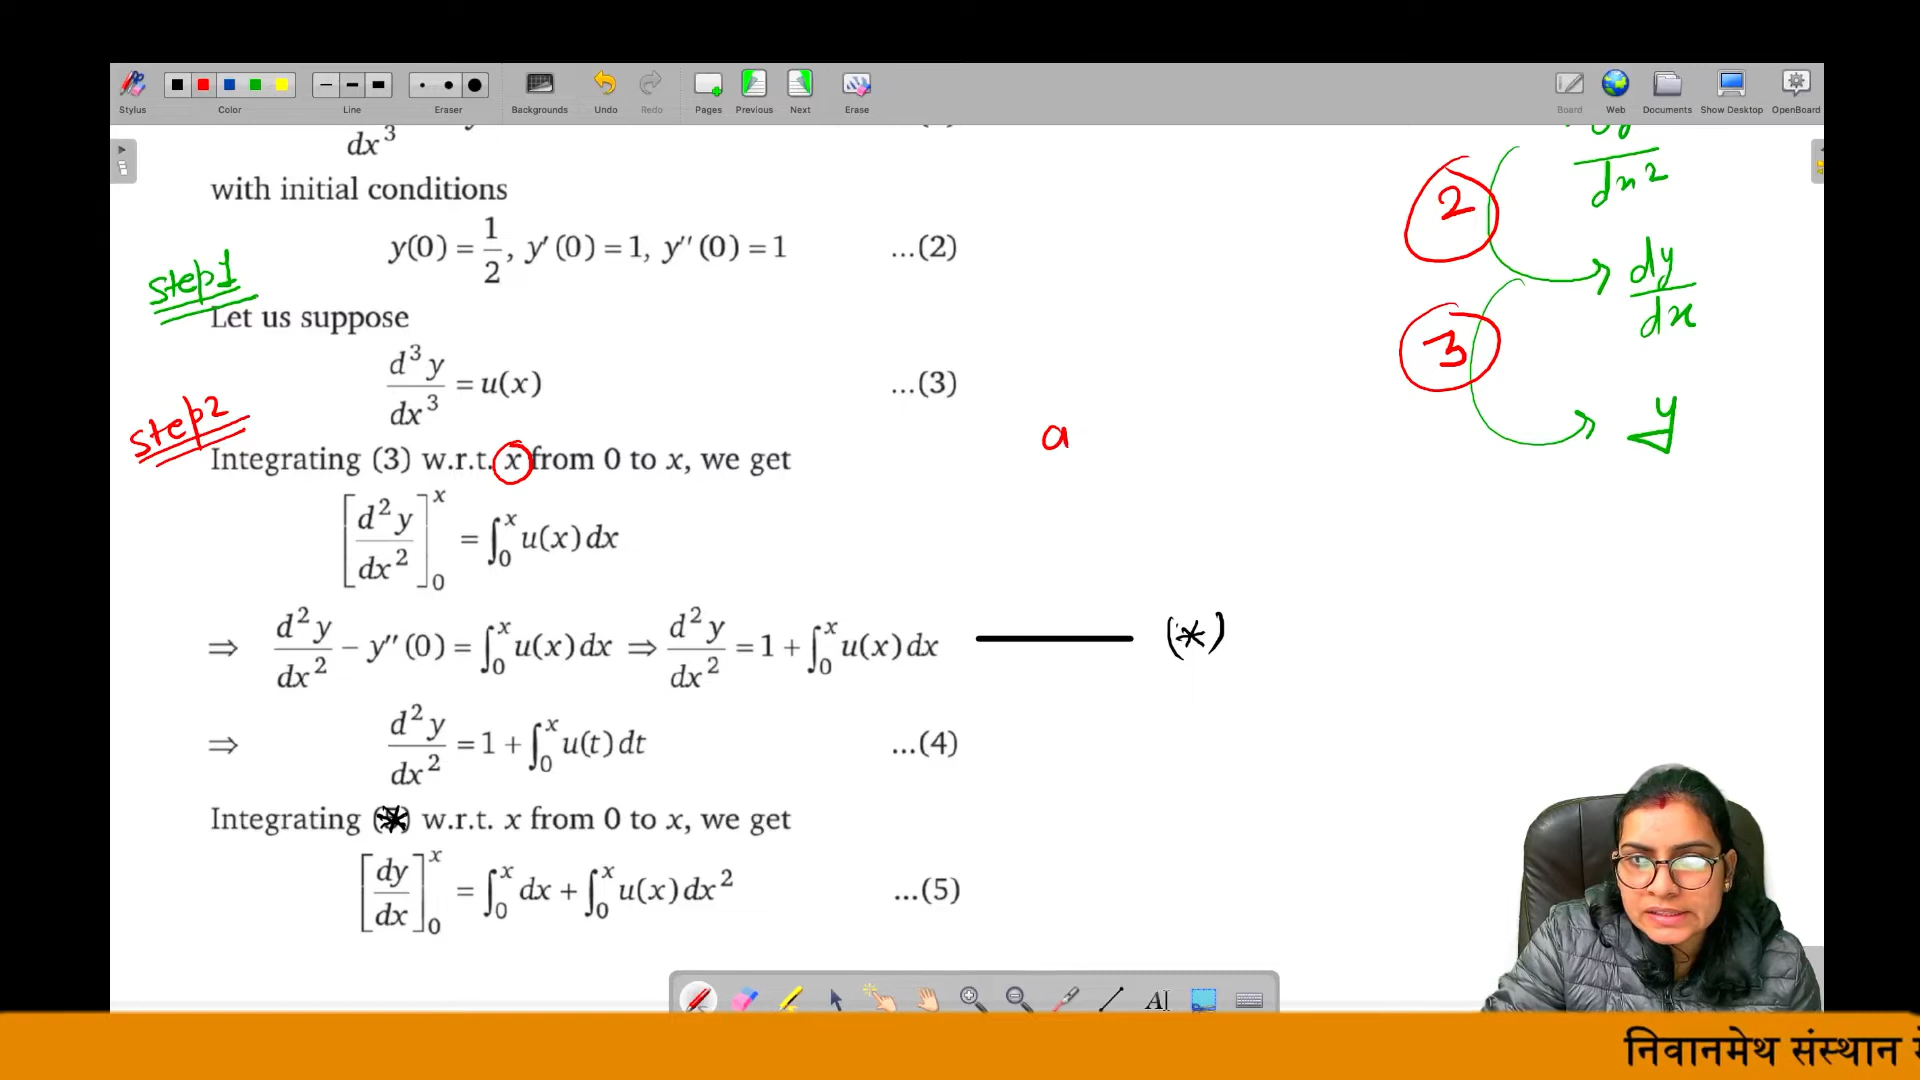 Stylus
Color
Line
Eraser
Backgrounds
Undo
Redo
Pages
Previous
Next
Erase
Board
Web
Documents
Show Desktop
OpenBoard
dx³
with initial conditions
y(0) = 1/2, y′(0) = 1, y″(0) = 1 ...(2)
Step1
Let us suppose
d³y/dx³ = u(x) ...(3)
Step2
Integrating (3) w.r.t. x from 0 to x, we get
[d²y/dx²]₀ˣ = ∫₀ˣ u(x) dx
⇒ d²y/dx² − y″(0) = ∫₀ˣ u(x) dx ⇒ d²y/dx² = 1 + ∫₀ˣ u(x) dx (*)
⇒ d²y/dx² = 1 + ∫₀ˣ u(t) dt ...(4)
Integrating (*) w.r.t. x from 0 to x, we get
[dy/dx]₀ˣ = ∫₀ˣ dx + ∫₀ˣ u(x) dx² ...(5)
a
2
dx2
dy/dx
3
y
AI
निवानमेथ संस्थान